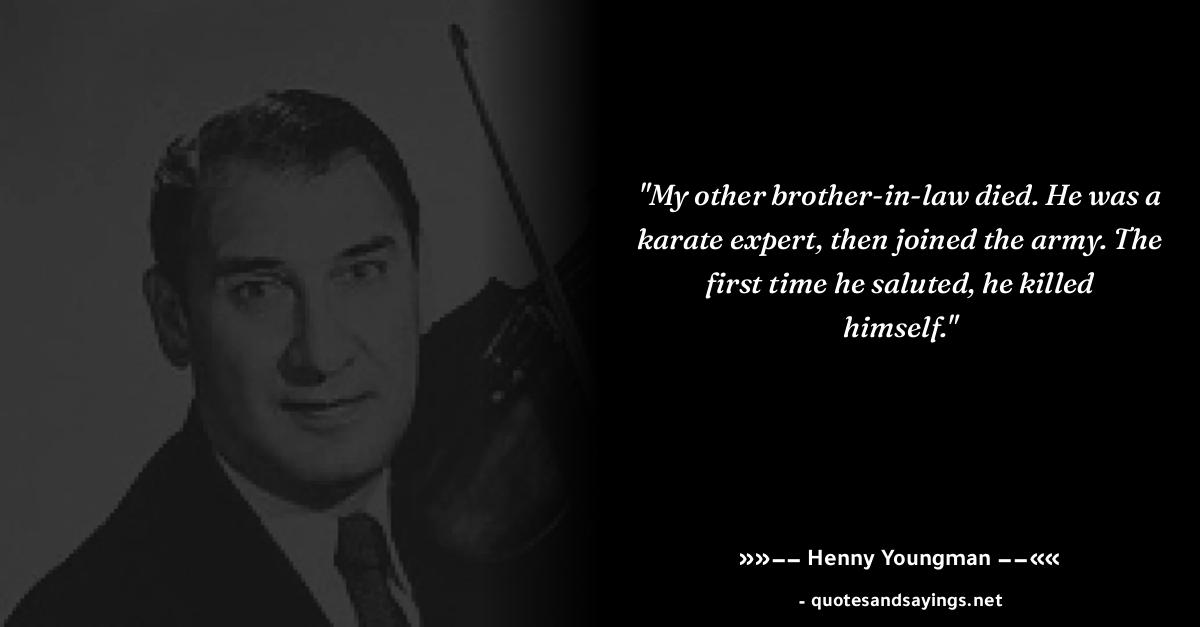 "My other brother-in-law died. He was a
karate expert, then joined the army. The
first time he saluted, he killed
himself."
»»−− Henny Youngman −−««
- quotesandsayings.net